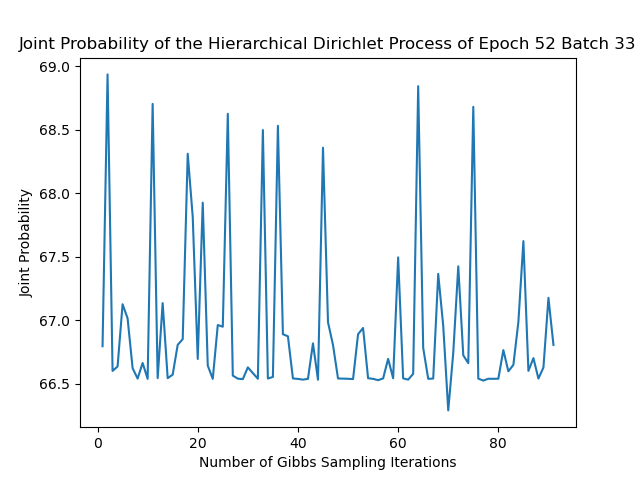 Joint Probability of the Hierarchical Dirichlet Process of Epoch 52 Batch 33
69.0
68.5
68.0
67.5
67.0
66.5
Joint Probability
0 20 40 60 80
Number of Gibbs Sampling Iterations